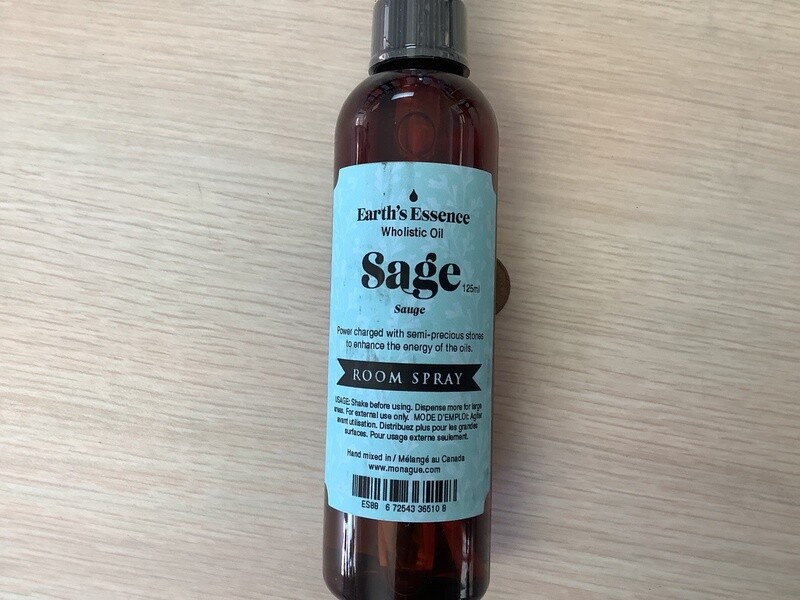 Earth's Essence
Wholistic Oil
Sage
125ml
Sauge
Power charged with semi-precious stones
to enhance the energy of the oils.
ROOM SPRAY
USAGE: Shake before using. Dispense more for large
areas. For external use only. MODE D'EMPLOI: Agiter
avant utilisation. Distribuez plus pour les grandes
surfaces. Pour usage externe seulement.
Hand mixed in / Mélangé au Canada
www.monague.com
ES88 6 72543 36510 8